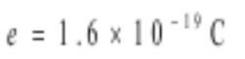 e = 1.6 × 10⁻¹⁹ C